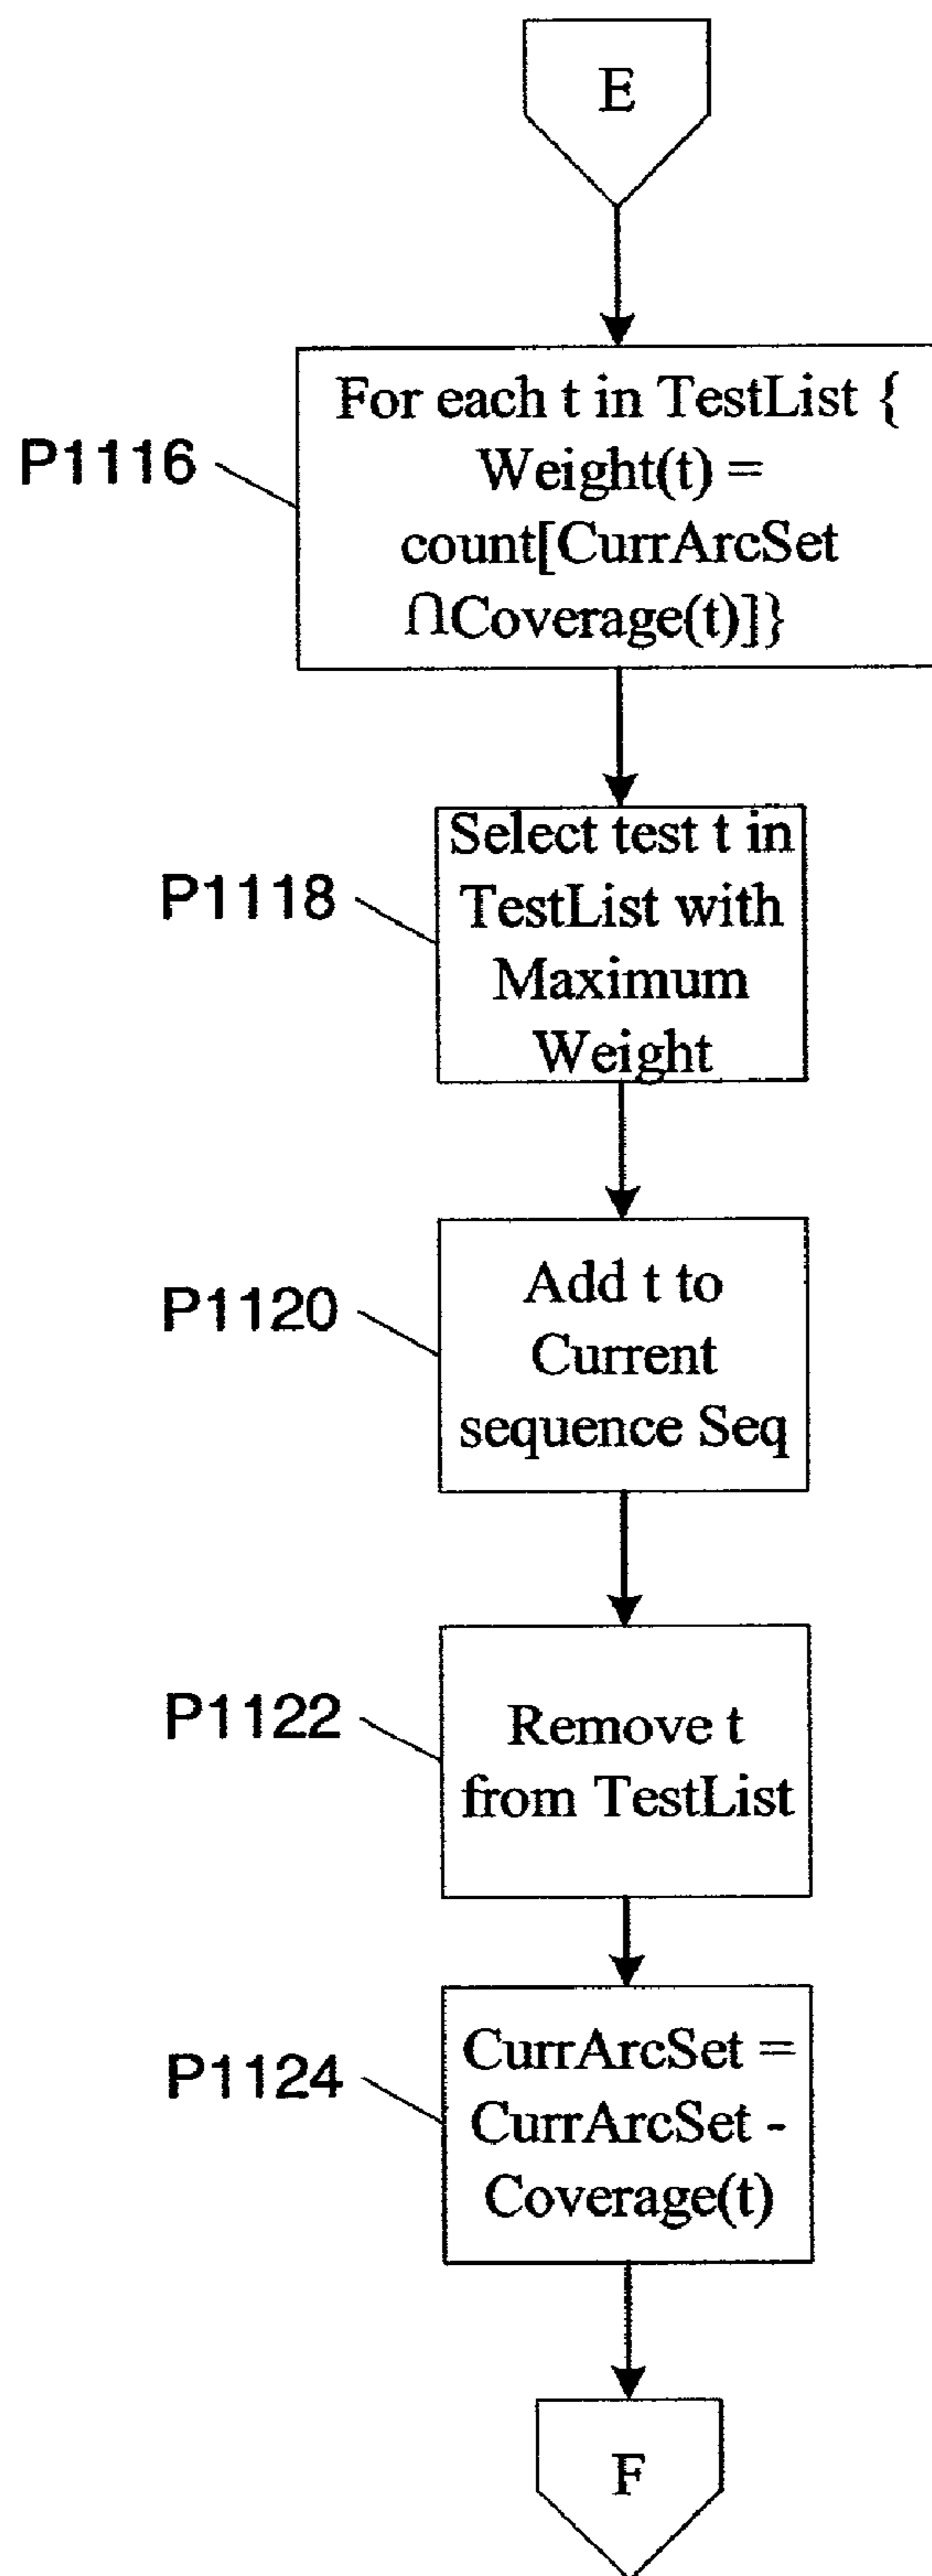 E
P1116
For each t in TestList {
Weight(t) =
count[CurrArcSet
∩Coverage(t)]}
P1118
Select test t in
TestList with
Maximum
Weight
P1120
Add t to
Current
sequence Seq
P1122
Remove t
from TestList
P1124
CurrArcSet =
CurrArcSet -
Coverage(t)
F